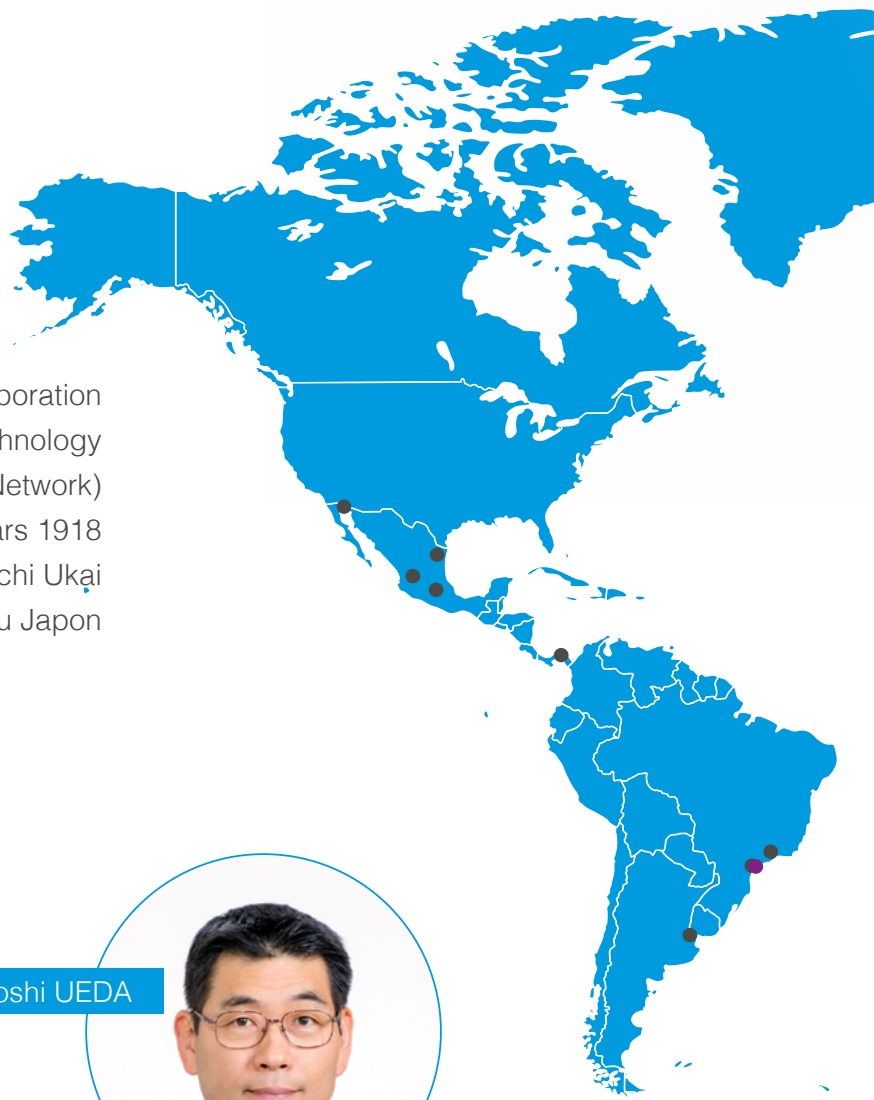 poration
hnology
Network)
ars 1918
chi Ukai
u Japon
oshi UEDA